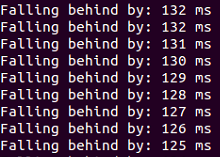 Falling behind by: 132 ms
Falling behind by: 132 ms
Falling behind by: 131 ms
Falling behind by: 130 ms
Falling behind by: 129 ms
Falling behind by: 128 ms
Falling behind by: 127 ms
Falling behind by: 126 ms
Falling behind by: 125 ms